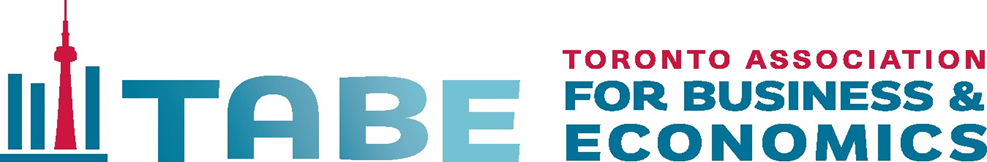 TABE
TORONTO ASSOCIATION
FOR BUSINESS &
ECONOMICS